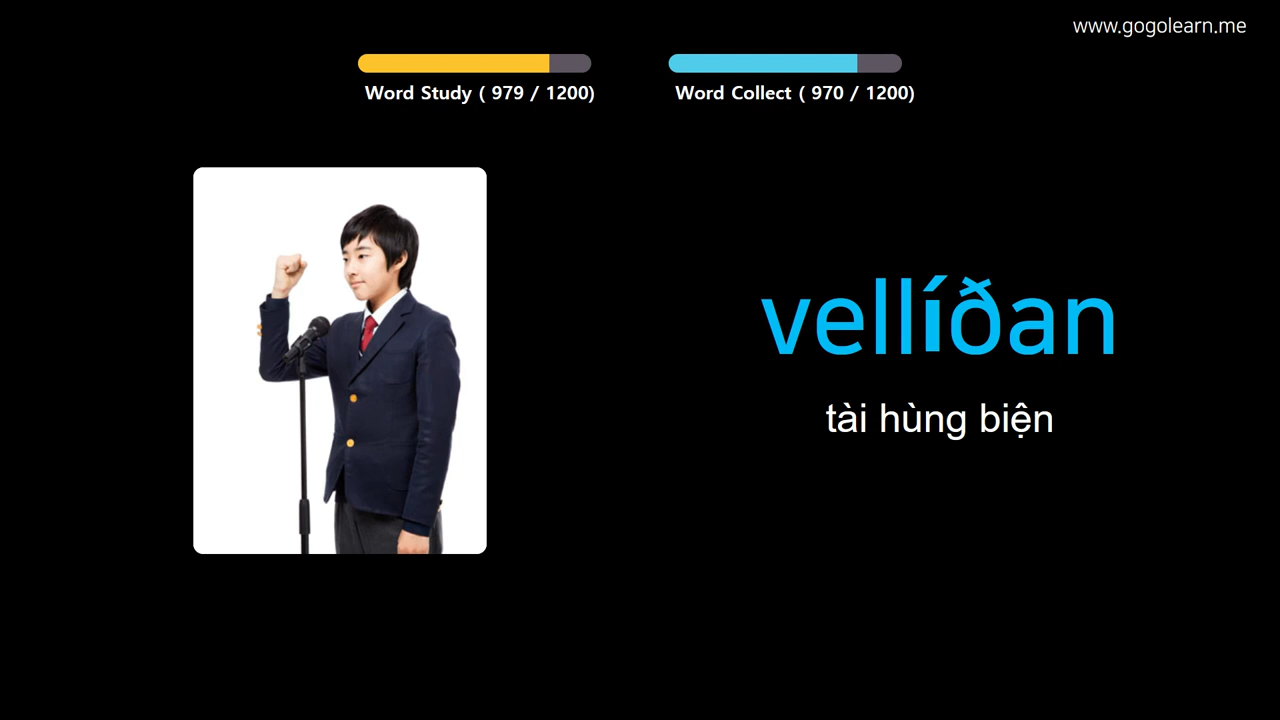 www.gogolearn.me
Word Study ( 979 / 1200)
Word Collect ( 970 / 1200)
vellíðan
tài hùng biện